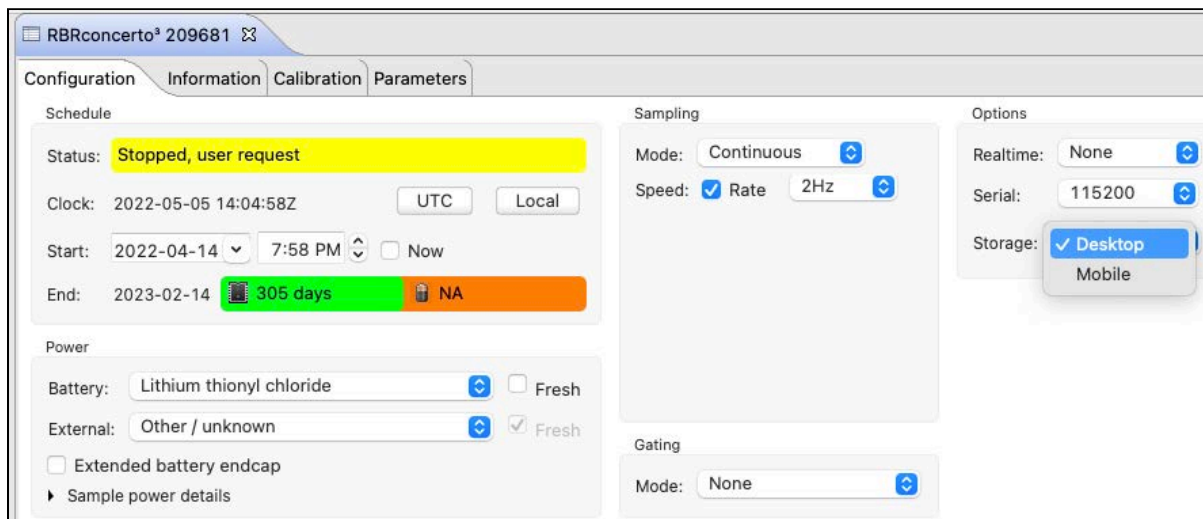 RBRconcerto³ 209681
Configuration Information Calibration Parameters
Schedule
Status: Stopped, user request
Clock: 2022-05-05 14:04:58Z UTC Local
Start: 2022-04-14 7:58 PM Now
End: 2023-02-14 305 days NA
Power
Battery: Lithium thionyl chloride Fresh
External: Other / unknown Fresh
Extended battery endcap
Sample power details
Sampling
Mode: Continuous
Speed: Rate 2Hz
Gating
Mode: None
Options
Realtime: None
Serial: 115200
Storage: Desktop
Mobile